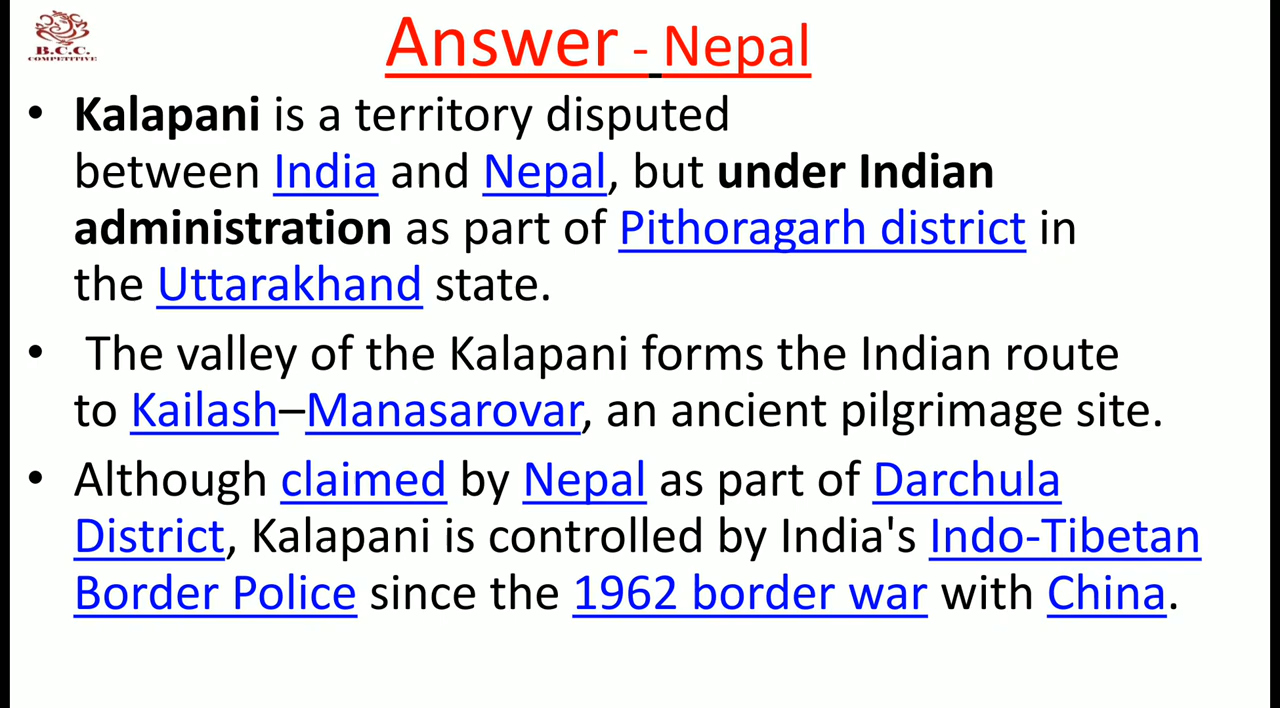 B.C.C.
COMPETITIVE
Answer - Nepal
• Kalapani is a territory disputed
between India and Nepal, but under Indian
administration as part of Pithoragarh district in
the Uttarakhand state.
• The valley of the Kalapani forms the Indian route
to Kailash–Manasarovar, an ancient pilgrimage site.
• Although claimed by Nepal as part of Darchula
District, Kalapani is controlled by India's Indo-Tibetan
Border Police since the 1962 border war with China.